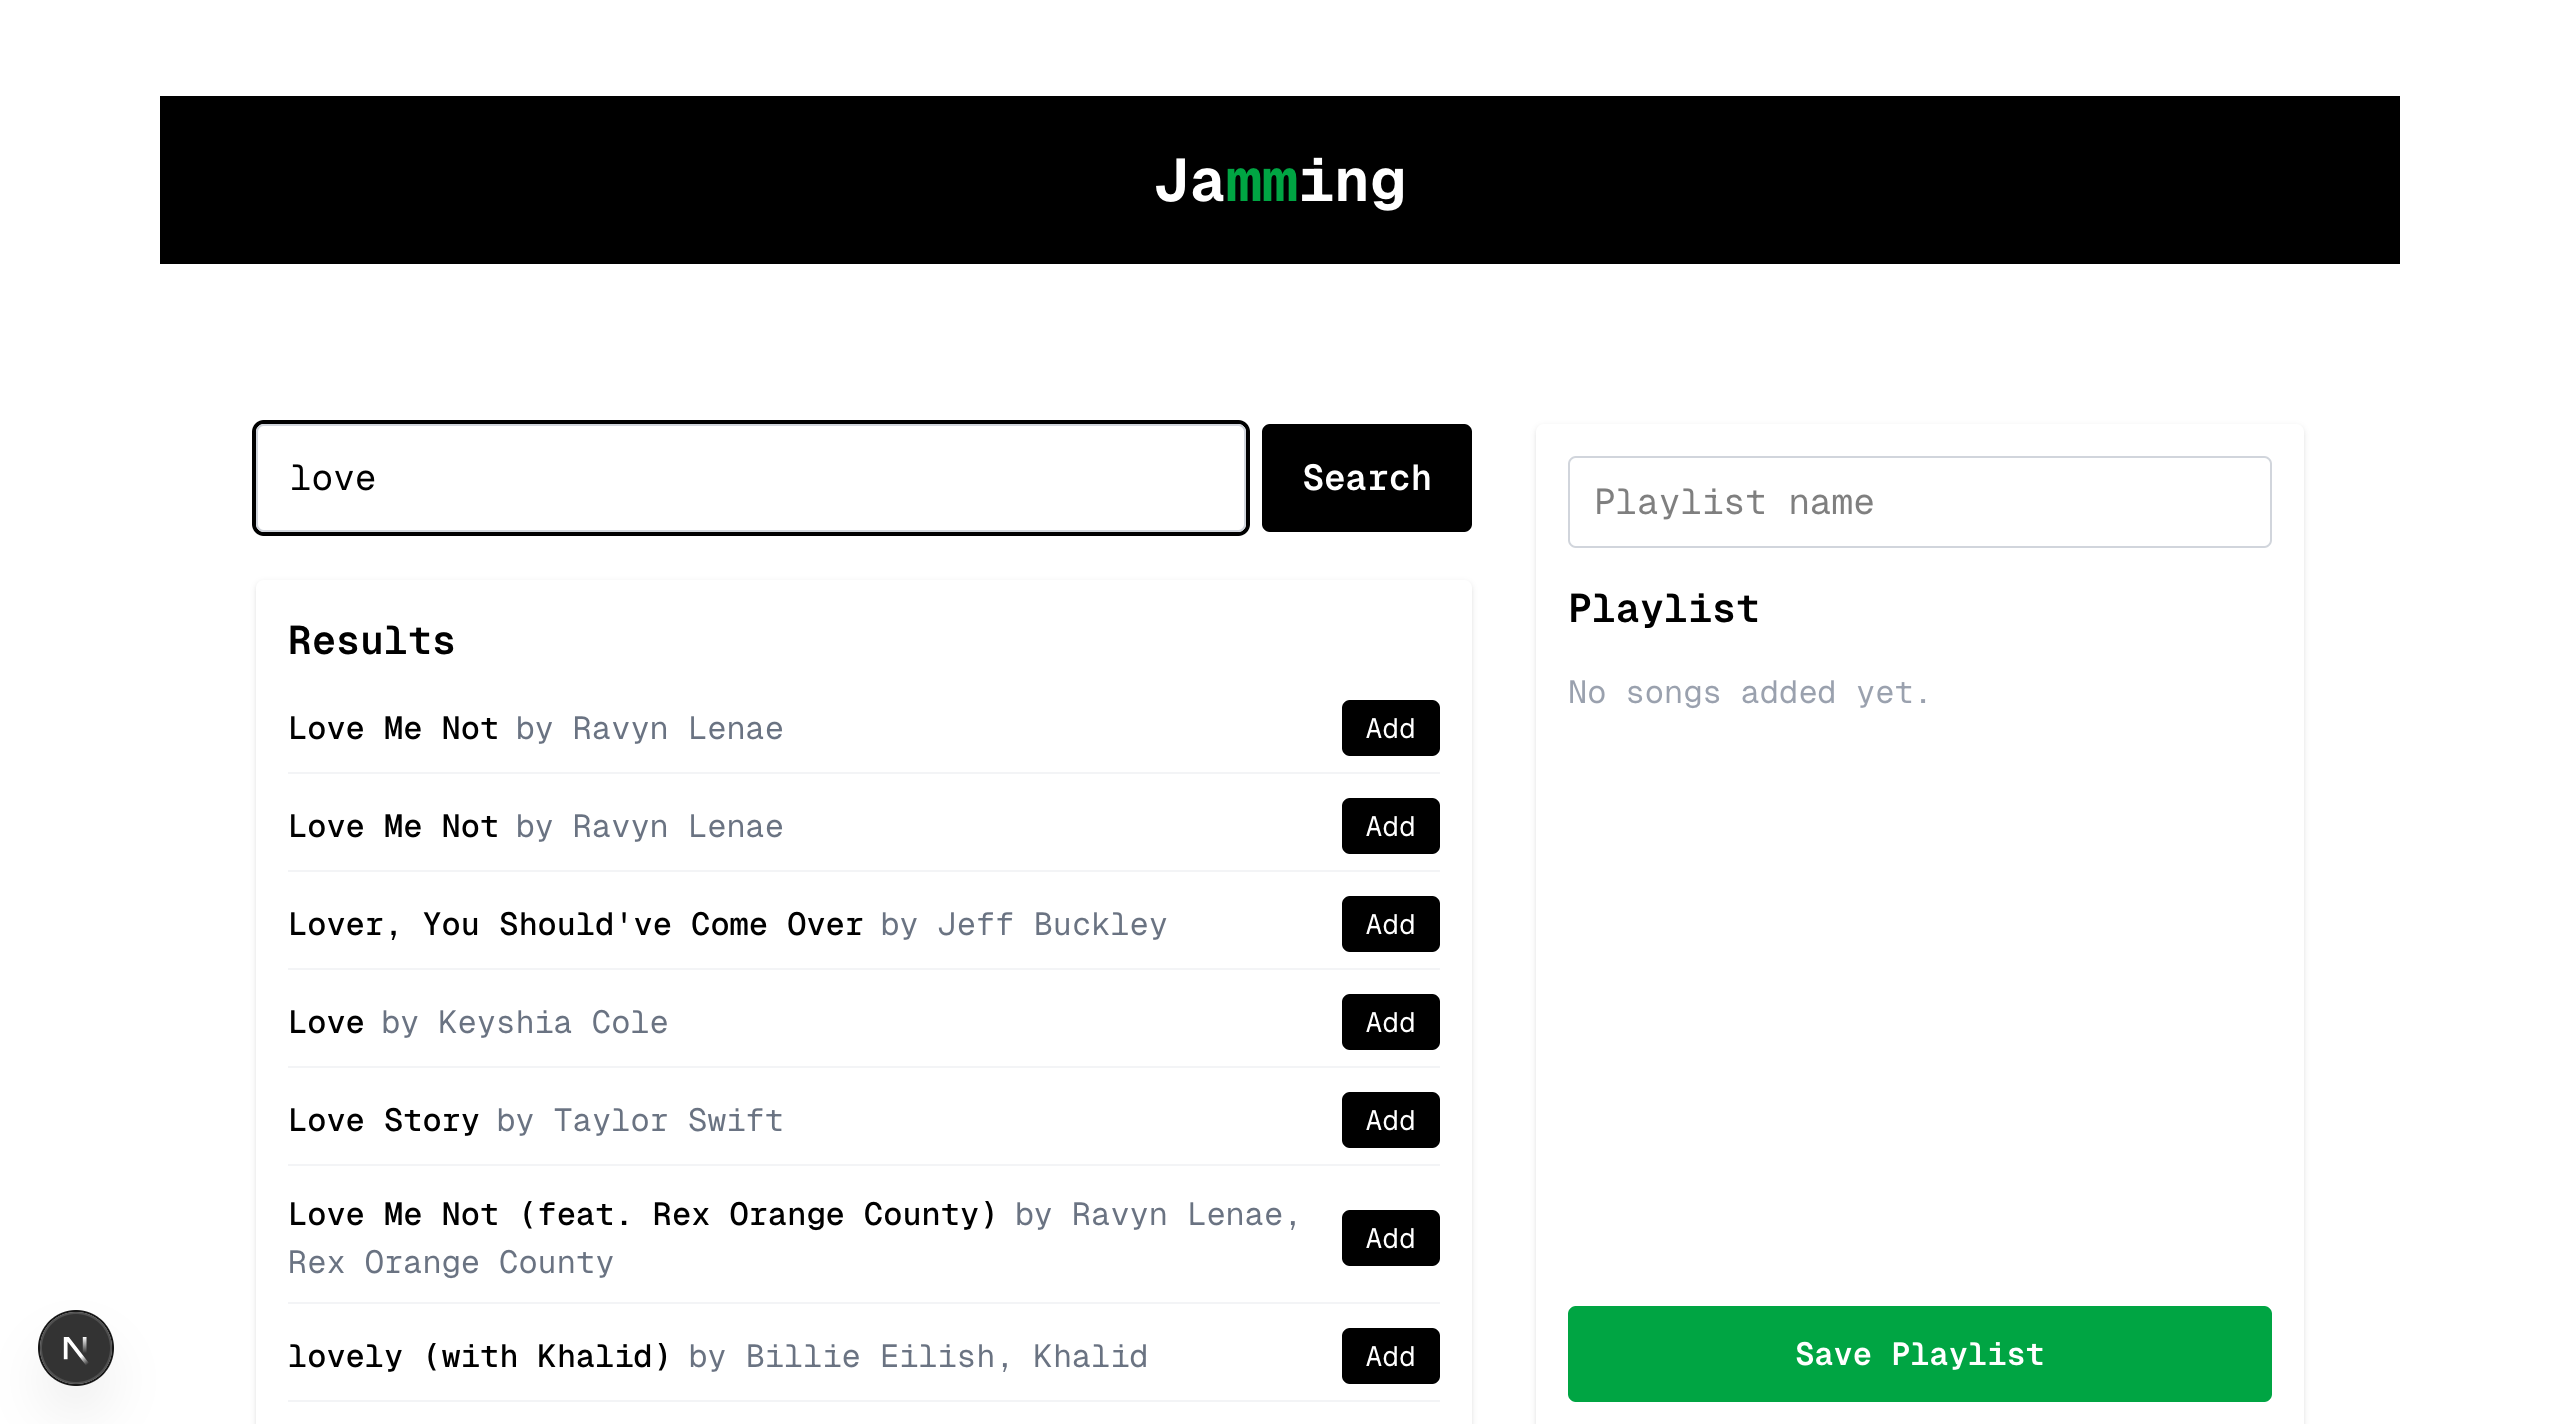 Jamming
love
Search
Results
Love Me Not by Ravyn Lenae
Add
Love Me Not by Ravyn Lenae
Add
Lover, You Should've Come Over by Jeff Buckley
Add
Love by Keyshia Cole
Add
Love Story by Taylor Swift
Add
Love Me Not (feat. Rex Orange County) by Ravyn Lenae,
Rex Orange County
Add
lovely (with Khalid) by Billie Eilish, Khalid
Add
Playlist name
Playlist
No songs added yet.
Save Playlist
N